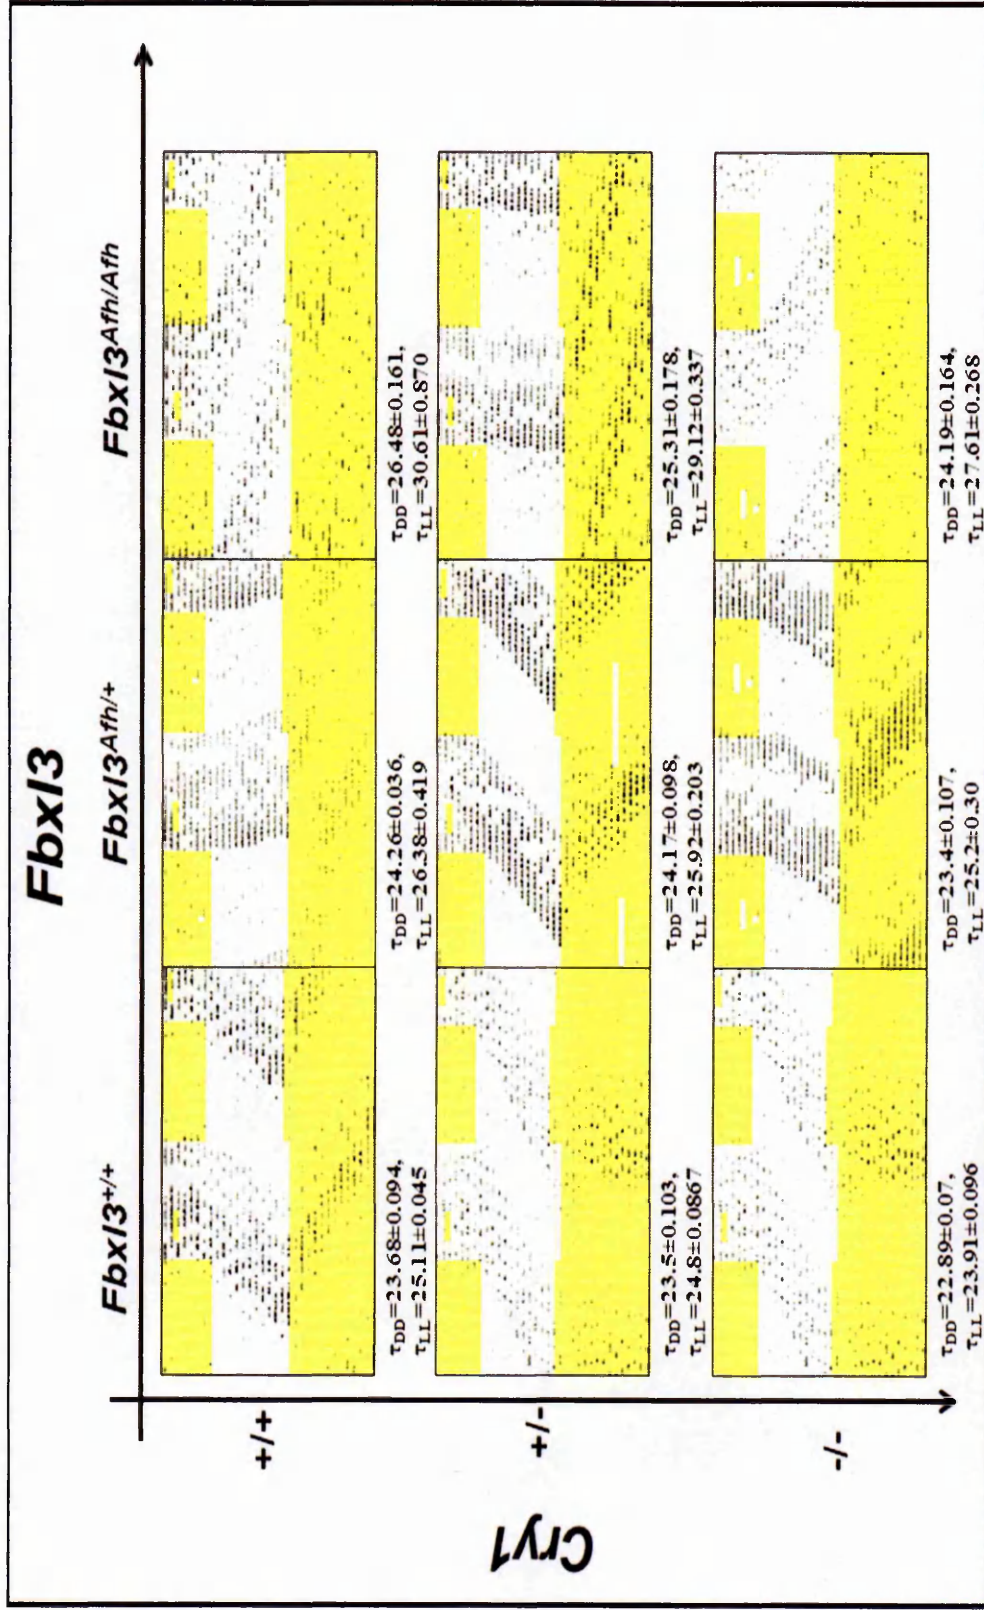 Fbxl3
Fbxl3+/+
Fbxl3Afh/+
Fbxl3Afh/Afh
Cry1
+/+
τDD=23.68±0.094,
τLL=25.11±0.045
τDD=24.26±0.036,
τLL=26.38±0.419
τDD=26.48±0.161,
τLL=30.61±0.870
+/-
τDD=23.5±0.103,
τLL=24.8±0.0867
τDD=24.17±0.098,
τLL=25.92±0.203
τDD=25.31±0.178,
τLL=29.12±0.337
-/-
τDD=22.89±0.07,
τLL=23.91±0.096
τDD=23.4±0.107,
τLL=25.2±0.30
τDD=24.19±0.164,
τLL=27.61±0.268